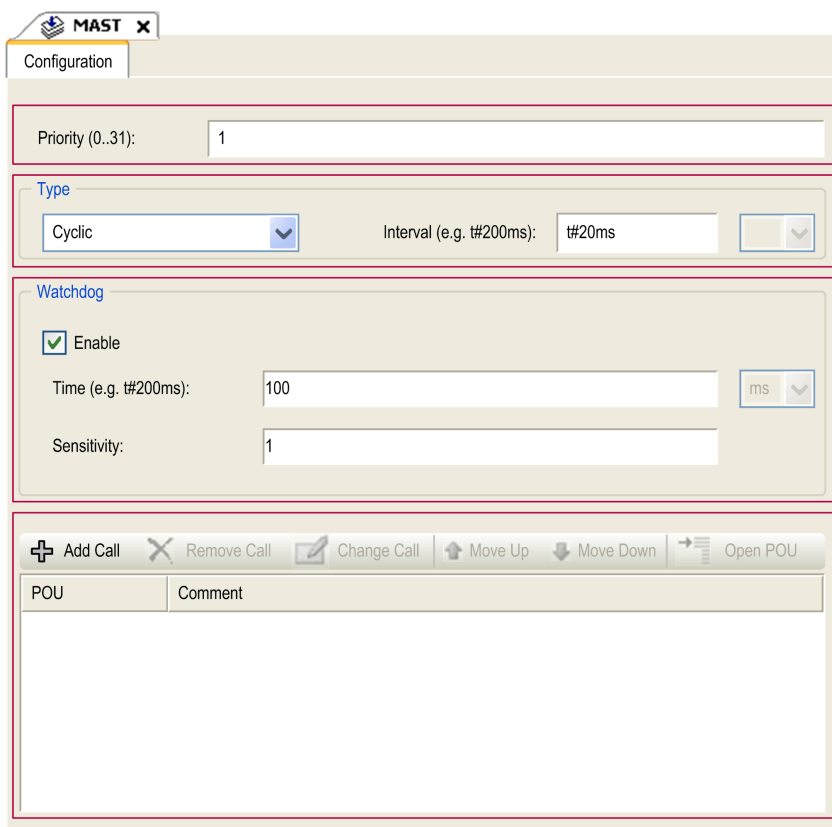 MAST
Configuration
Priority (0..31): 1
Type
Cyclic Interval (e.g. t#200ms): t#20ms
Watchdog
Enable
Time (e.g. t#200ms): 100 ms
Sensitivity: 1
Add Call Remove Call Change Call Move Up Move Down Open POU
POU Comment